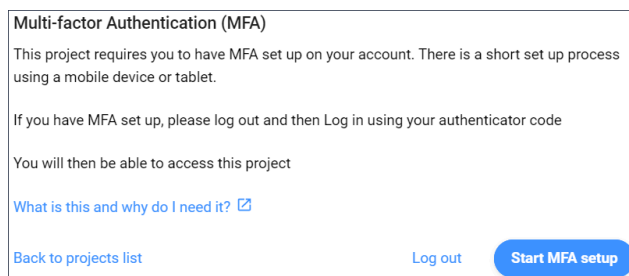 Multi-factor Authentication (MFA)
This project requires you to have MFA set up on your account. There is a short set up process
using a mobile device or tablet.
If you have MFA set up, please log out and then Log in using your authenticator code
You will then be able to access this project
What is this and why do I need it?
Back to projects list
Log out
Start MFA setup